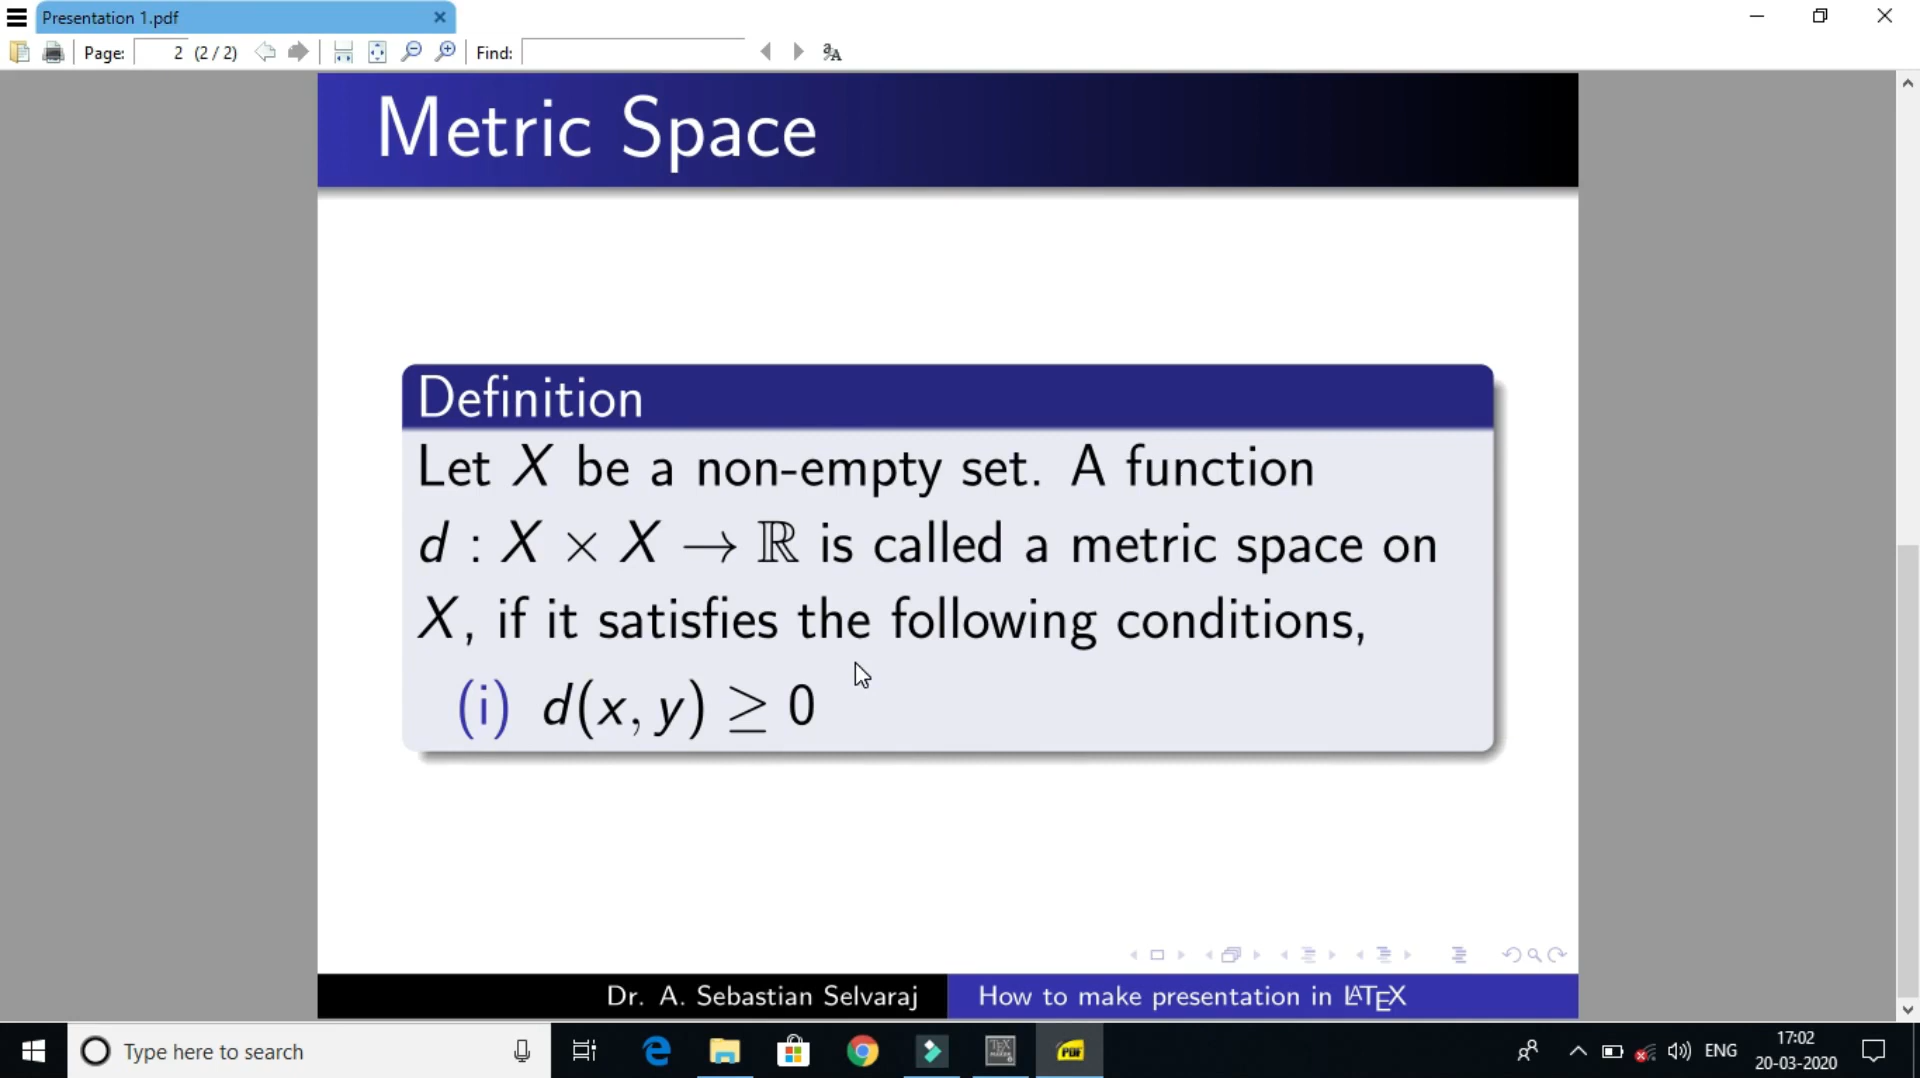 Presentation 1.pdf
Page: 2 (2 / 2) Find:
Metric Space
Definition
Let X be a non-empty set. A function
d : X × X → ℝ is called a metric space on
X, if it satisfies the following conditions,
(i) d(x, y) ≥ 0
Dr. A. Sebastian Selvaraj How to make presentation in LATEX
Type here to search
ENG
17:02
20-03-2020